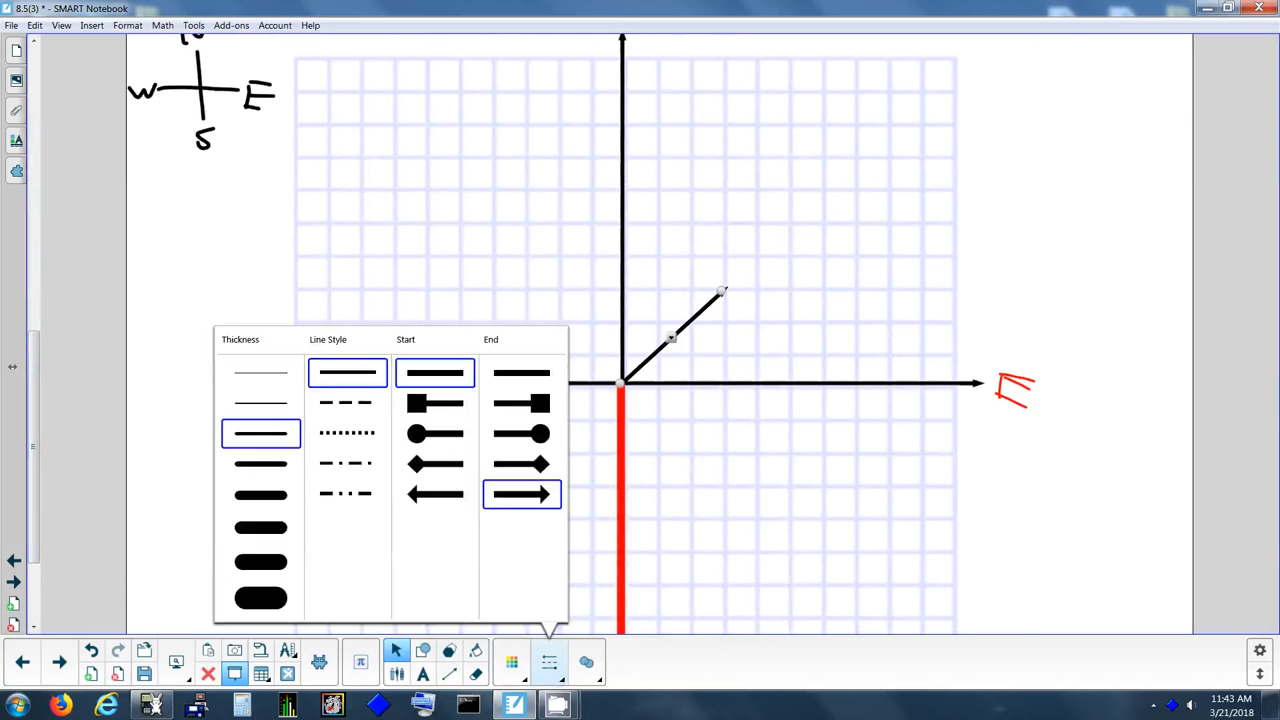 8.5(3) * - SMART Notebook
File Edit View Insert Format Math Tools Add-ons Account Help
W E
S
Thickness Line Style Start End
E
π
A
11:43 AM
3/21/2018